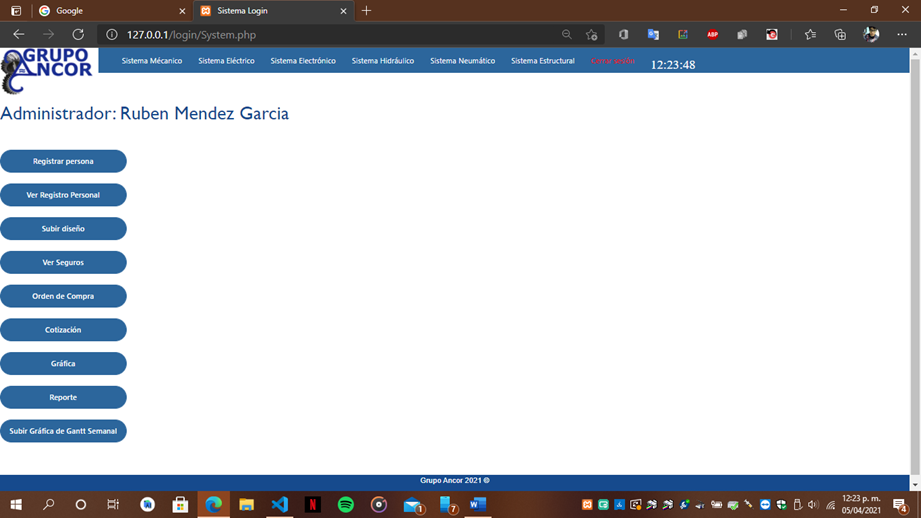 Google
Sistema Login
127.0.0.1/login/System.php
GRUPO
ANCOR
Sistema Mécanico
Sistema Eléctrico
Sistema Electrónico
Sistema Hidráulico
Sistema Neumático
Sistema Estructural
12:23:48
Administrador: Ruben Mendez Garcia
Registrar persona
Ver Registro Personal
Subir diseño
Ver Seguros
Orden de Compra
Cotización
Gráfica
Reporte
Subir Gráfica de Gantt Semanal
Grupo Ancor 2021 ©
12:23 p. m.
05/04/2021